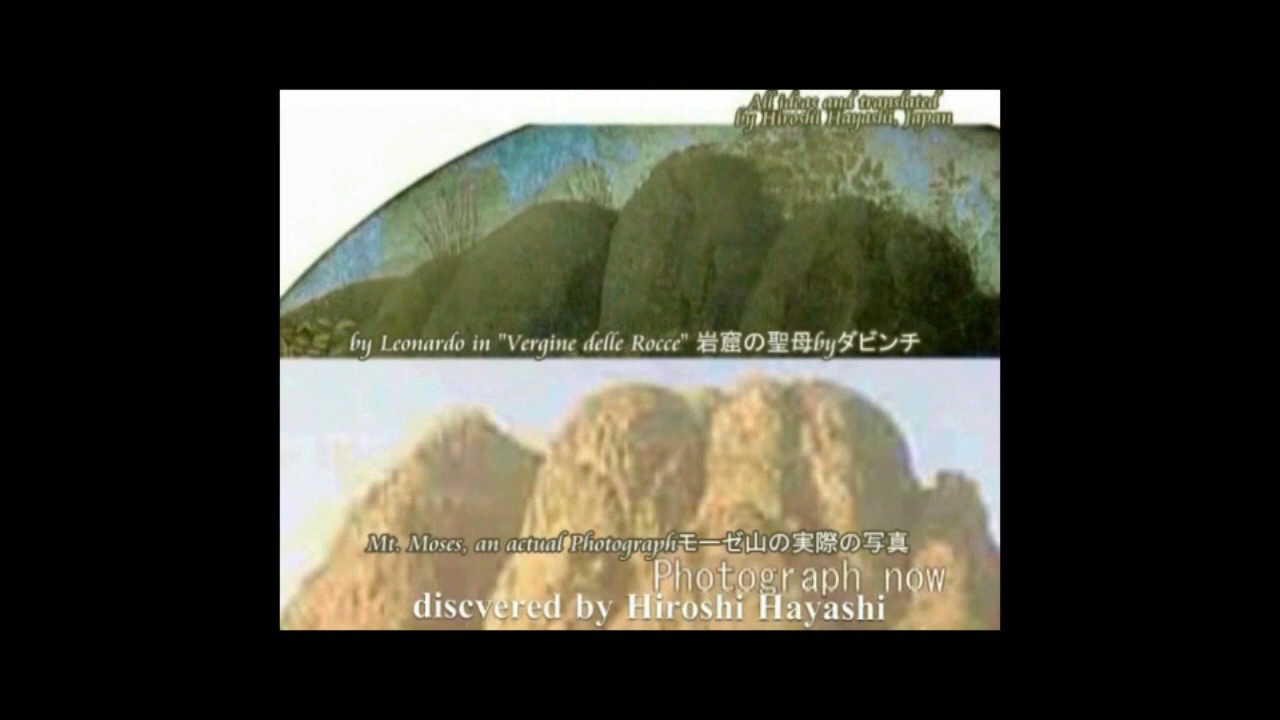 All ideas and translated
by Hiroshi Hayashi, Japan
by Leonardo in "Vergine delle Rocce" 岩窟の聖母byダビンチ
Mt. Moses, an actual Photographモーゼ山の実際の写真
Photograph now
discvered by Hiroshi Hayashi